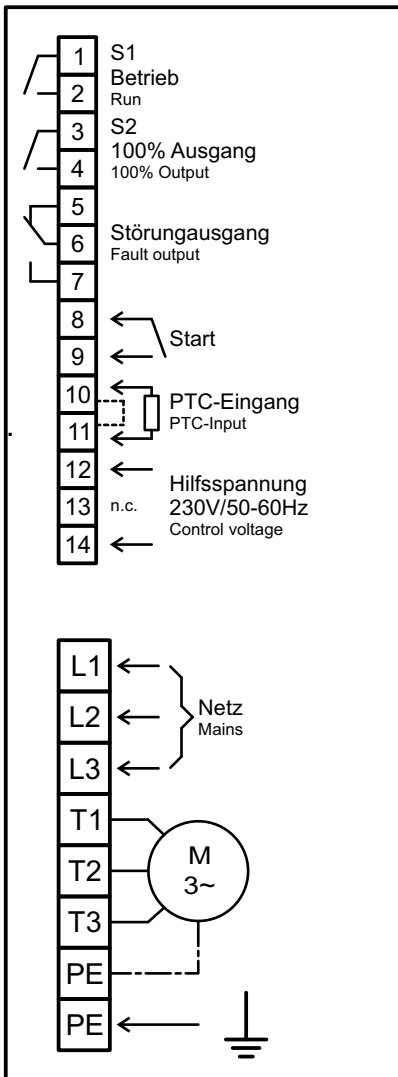 1 S1
Betrieb
2 Run
3 S2
100% Ausgang
4 100% Output
5
6 Störungausgang
Fault output
7
8
Start
9
10 PTC-Eingang
11 PTC-Input
12
Hilfsspannung
13 n.c. 230V/50-60Hz
Control voltage
14
L1
L2 Netz
Mains
L3
T1
M
T2
3~
T3
PE
PE